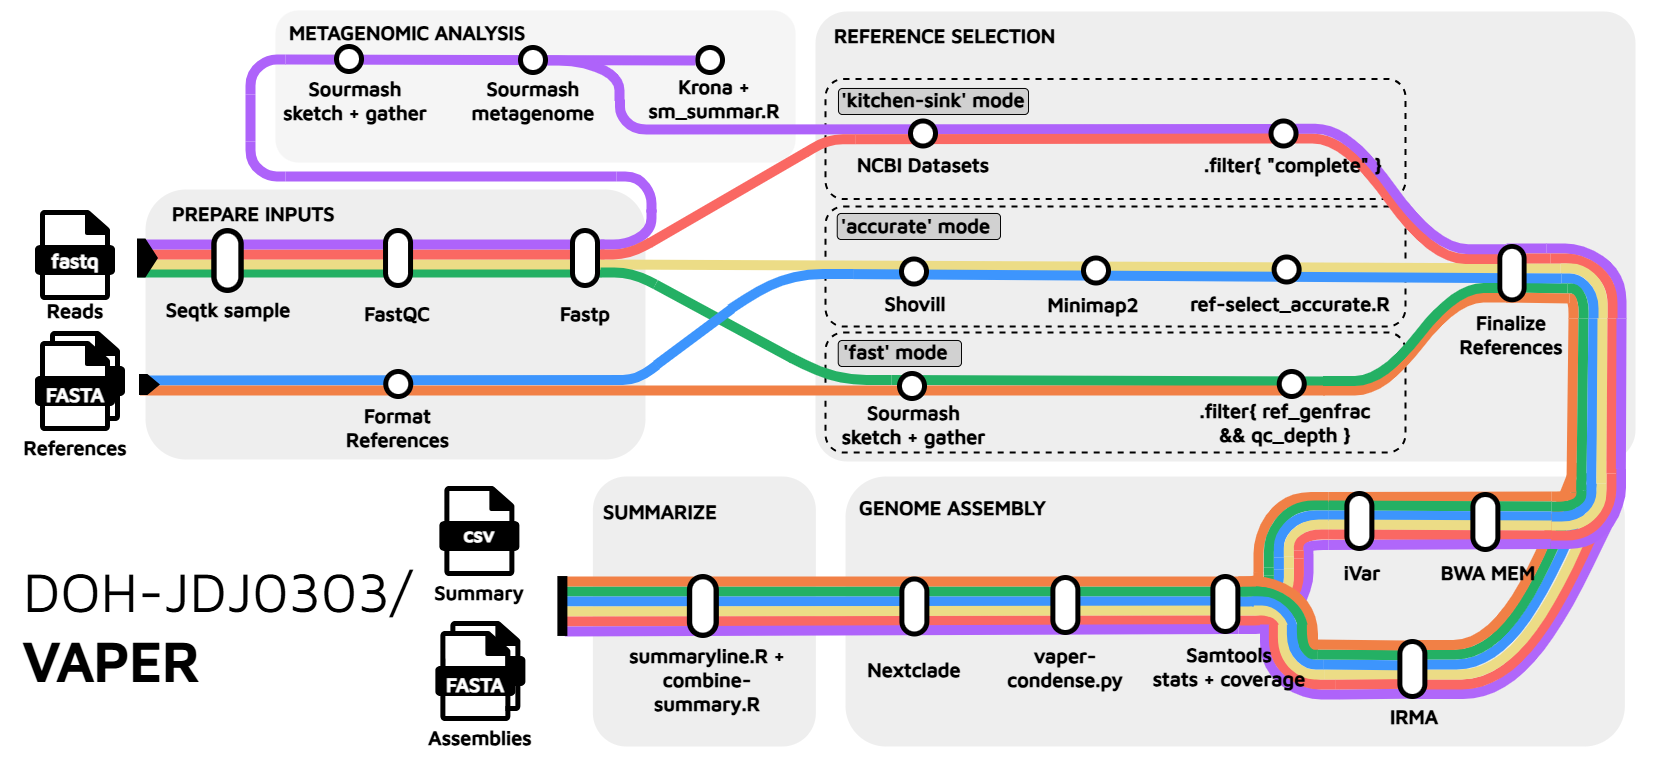 METAGENOMIC ANALYSIS
Sourmash
sketch + gather
Sourmash
metagenome
Krona +
sm_summar.R
REFERENCE SELECTION
'kitchen-sink' mode
NCBI Datasets
.filter{ "complete" }
'accurate' mode
Shovill
Minimap2
ref-select_accurate.R
'fast' mode
Sourmash
sketch + gather
.filter{ ref_genfrac
&& qc_depth }
Finalize
References
PREPARE INPUTS
fastq
Reads
Seqtk sample
FastQC
Fastp
FASTA
References
Format
References
GENOME ASSEMBLY
iVar
BWA MEM
IRMA
Samtools
stats + coverage
vaper-
condense.py
Nextclade
SUMMARIZE
summaryline.R +
combine-
summary.R
csv
Summary
FASTA
Assemblies
DOH-JDJ0303/
VAPER